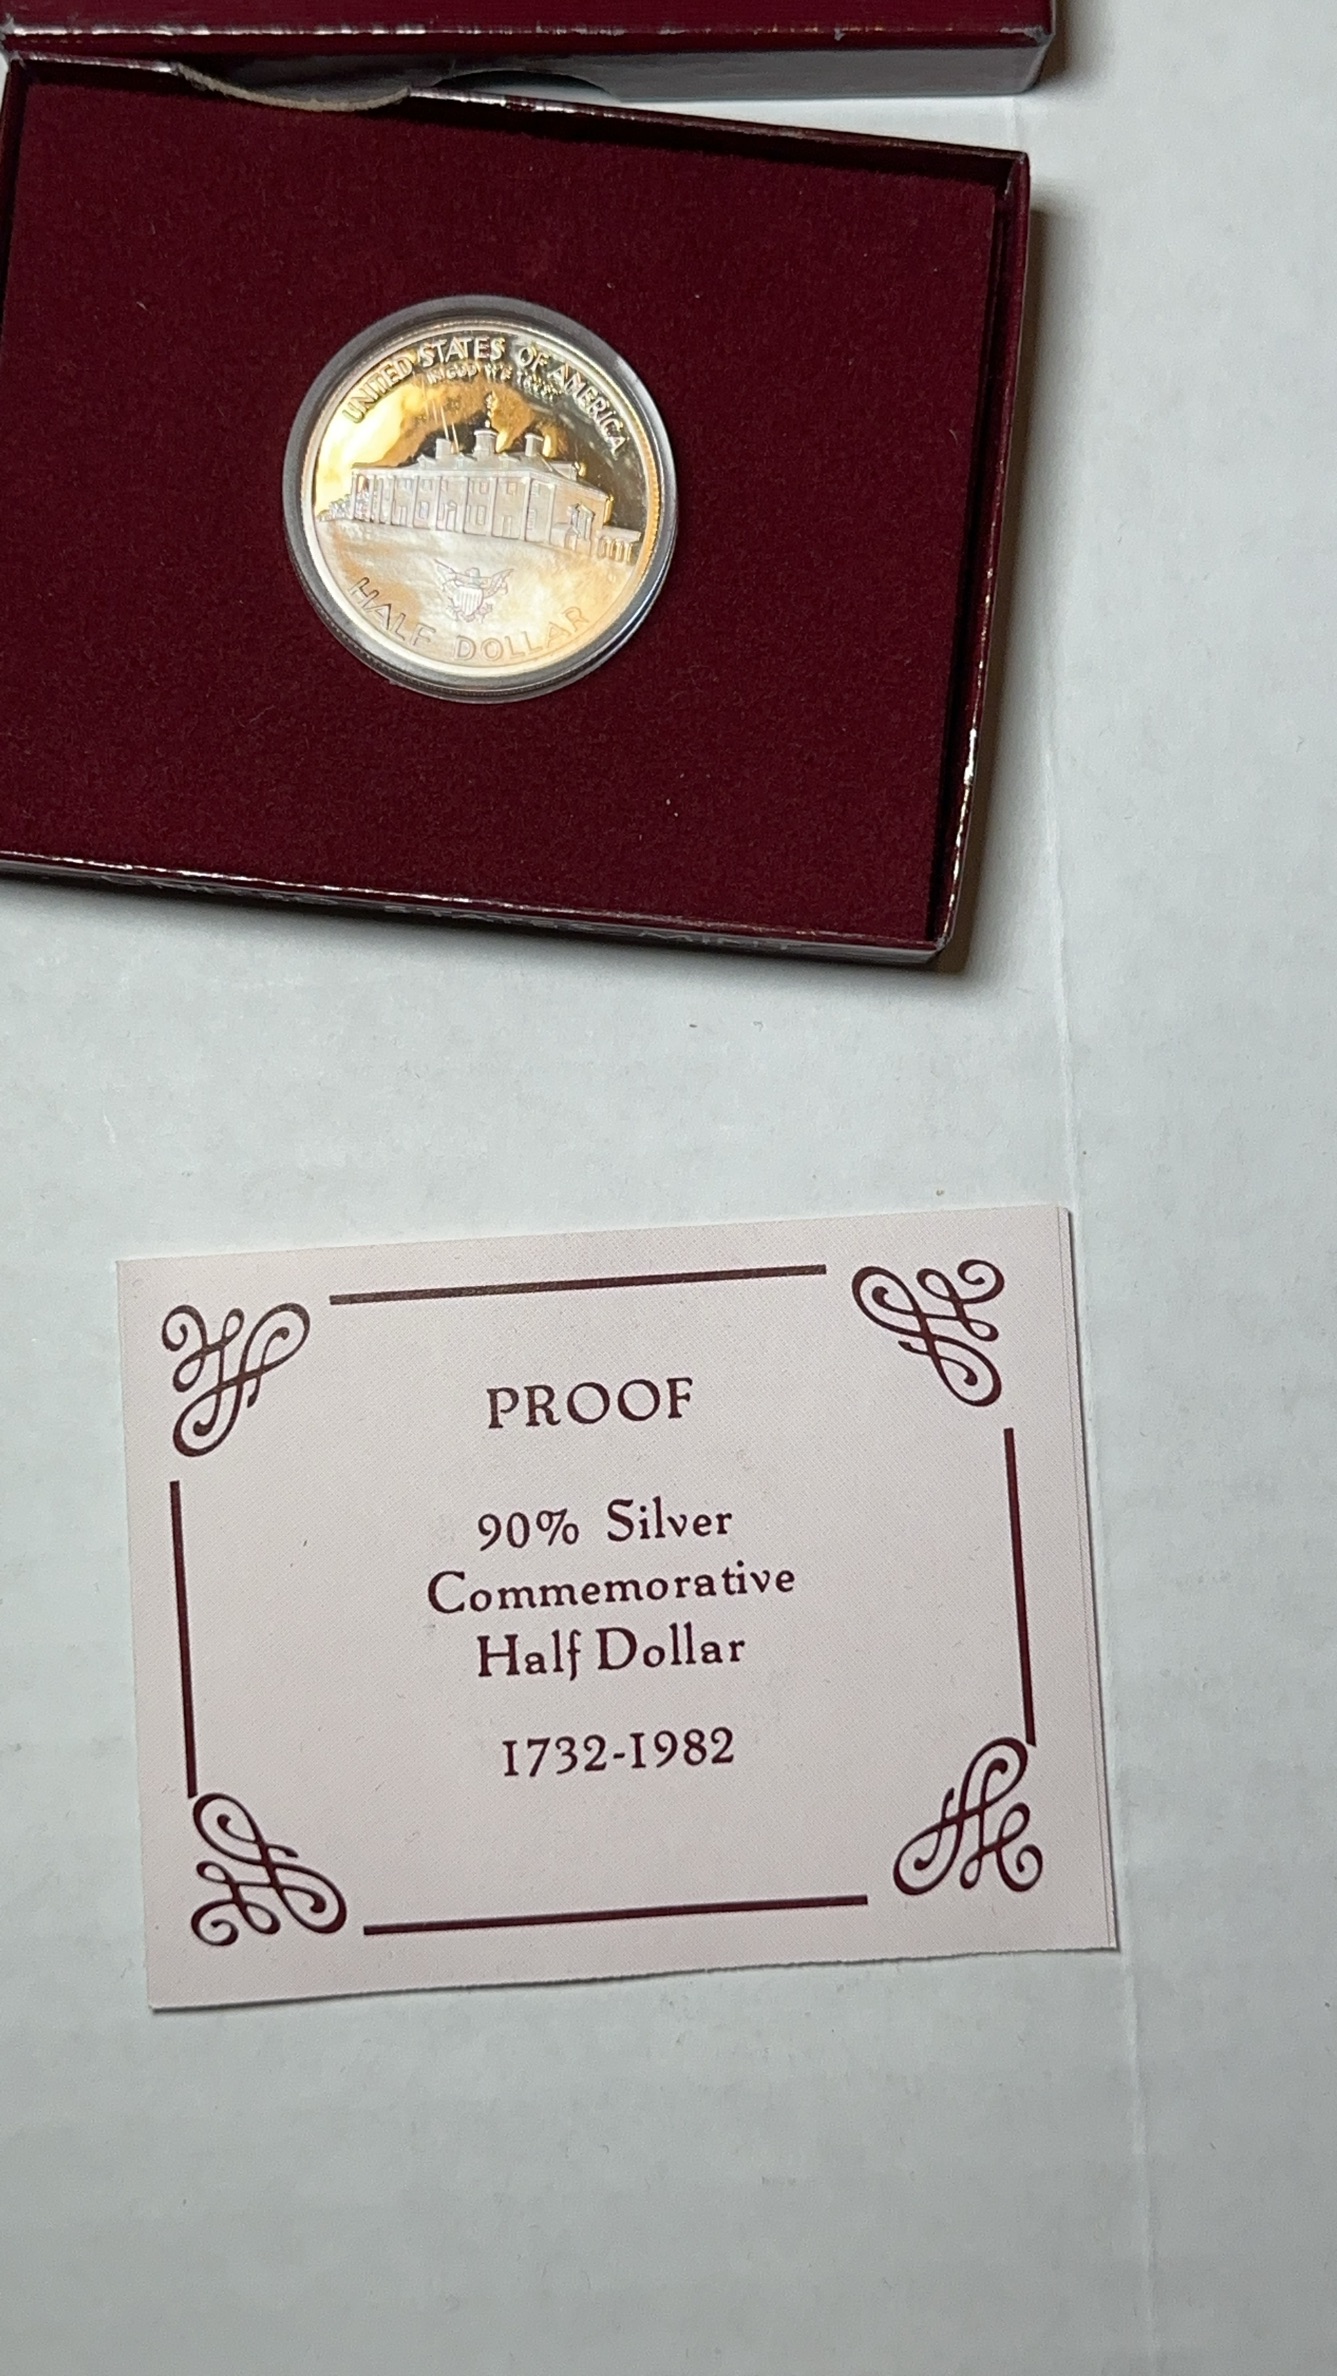 UNITED STATES OF AMERICA
IN GOD WE TRUST
HALF DOLLAR
PROOF
90% Silver
Commemorative
Half Dollar
1732-1982